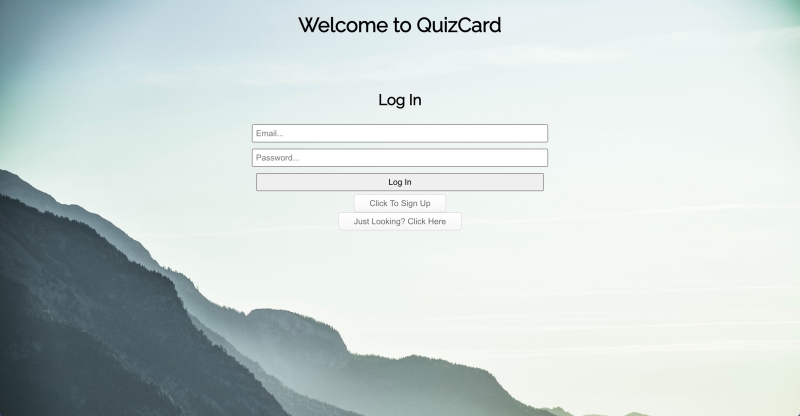 Welcome to QuizCard
Log In
Email...
Password...
Log In
Click To Sign Up
Just Looking? Click Here